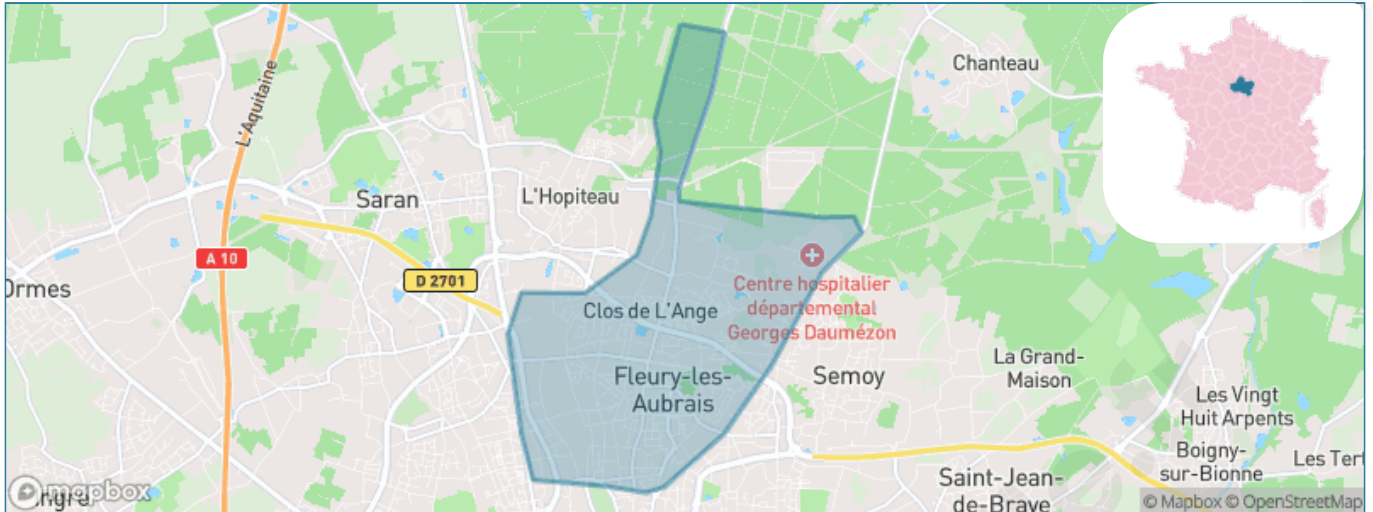 Chanteau
L'Aquitaine
Saran
L'Hopiteau
A 10
D 2701
Ormes
Centre hospitalier
départemental
Georges Daumézon
Clos de L'Ange
Fleury-les-
Aubrais
Semoy
La Grand-
Maison
Les Vingt
Huit Arpents
Boigny-
sur-Bionne
Les Tert
Saint-Jean-
de-Braye
mapbox
© Mapbox © OpenStreetMap